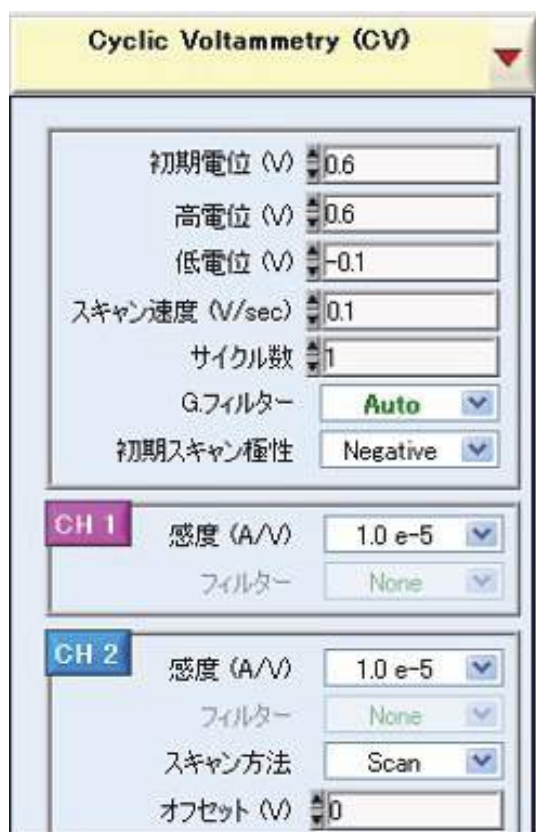 Cyclic Voltammetry (CV)
初期電位 (V) 0.6
高電位 (V) 0.6
低電位 (V) -0.1
スキャン速度 (V/sec) 0.1
サイクル数 1
G.フィルター Auto
初期スキャン極性 Negative
CH 1 感度 (A/V) 1.0 e-5
フィルター None
CH 2 感度 (A/V) 1.0 e-5
フィルター None
スキャン方法 Scan
オフセット (V) 0